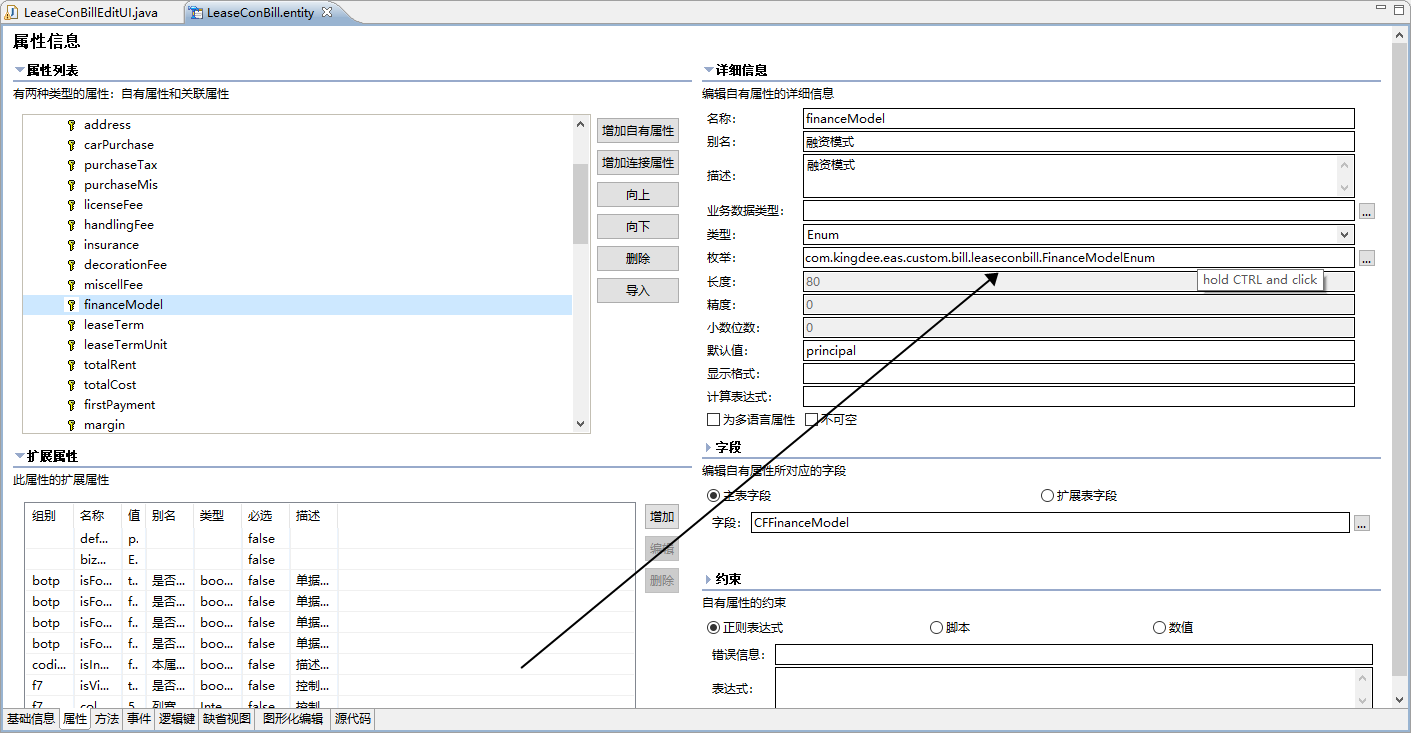 LeaseConBillEditUI.java
LeaseConBill.entity
属性信息
属性列表
有两种类型的属性：自有属性和关联属性
address
carPurchase
purchaseTax
purchaseMis
licenseFee
handlingFee
insurance
decorationFee
miscellFee
financeModel
leaseTerm
leaseTermUnit
totalRent
totalCost
firstPayment
margin
增加自有属性
增加连接属性
向上
向下
删除
导入
扩展属性
此属性的扩展属性
组别 名称 值 别名 类型 必选 描述
def... p. false
biz... E. false
botp isFo... t.. 是否... boo... false 单据...
botp isFo... f.. 是否... boo... false 单据...
botp isFo... f.. 是否... boo... false 单据...
botp isFo... f.. 是否... boo... false 单据...
codi... isIn... f.. 本属... boo... false 描述...
f7 isVi... t.. 是否... boo... false 控制...
f7 col 5 列宽 Inte false 控制
增加
编辑
删除
详细信息
编辑自有属性的详细信息
名称： financeModel
别名： 融资模式
描述： 融资模式
业务数据类型： ...
类型： Enum
枚举： com.kingdee.eas.custom.bill.leaseconbill.FinanceModelEnum ...
hold CTRL and click
长度： 80
精度： 0
小数位数： 0
默认值： principal
显示格式：
计算表达式：
为多语言属性 不可空
字段
编辑自有属性所对应的字段
主表字段 扩展表字段
字段： CFFinanceModel ...
约束
自有属性的约束
正则表达式 脚本 数值
错误信息：
表达式：
基础信息 属性 方法 事件 逻辑键 缺省视图 图形化编辑 源代码